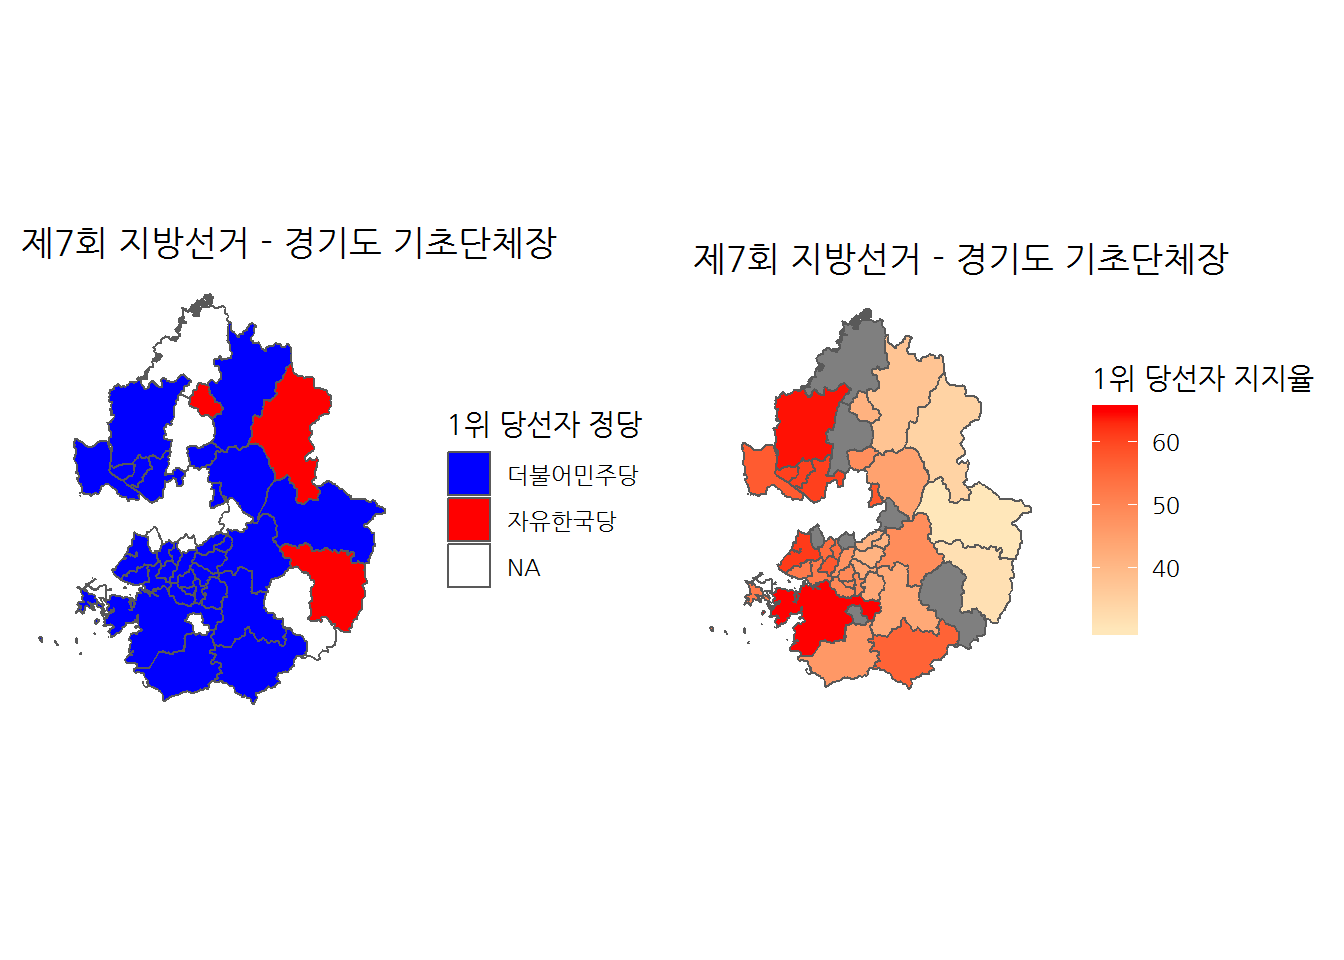 제7회 지방선거 - 경기도 기초단체장
1위 당선자 정당
더불어민주당
자유한국당
NA
제7회 지방선거 - 경기도 기초단체장
1위 당선자 지지율
60
50
40